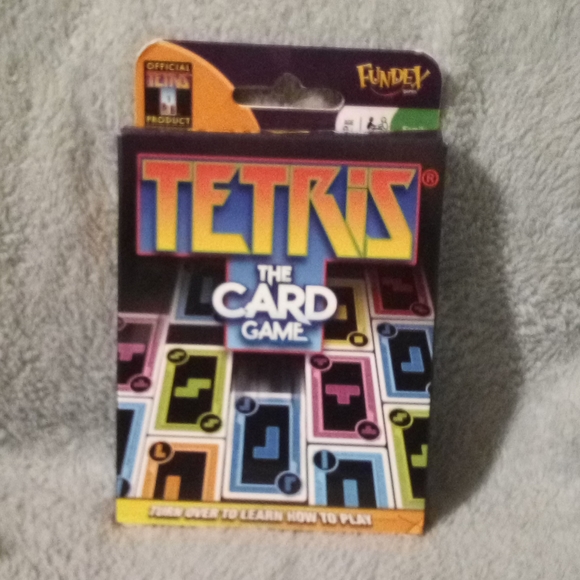 OFFICIAL
TETRIS
PRODUCT
FUNDEX
TETRIS®
THE
CARD
GAME
S
S
T
J
J
L
I
TURN OVER TO LEARN HOW TO PLAY